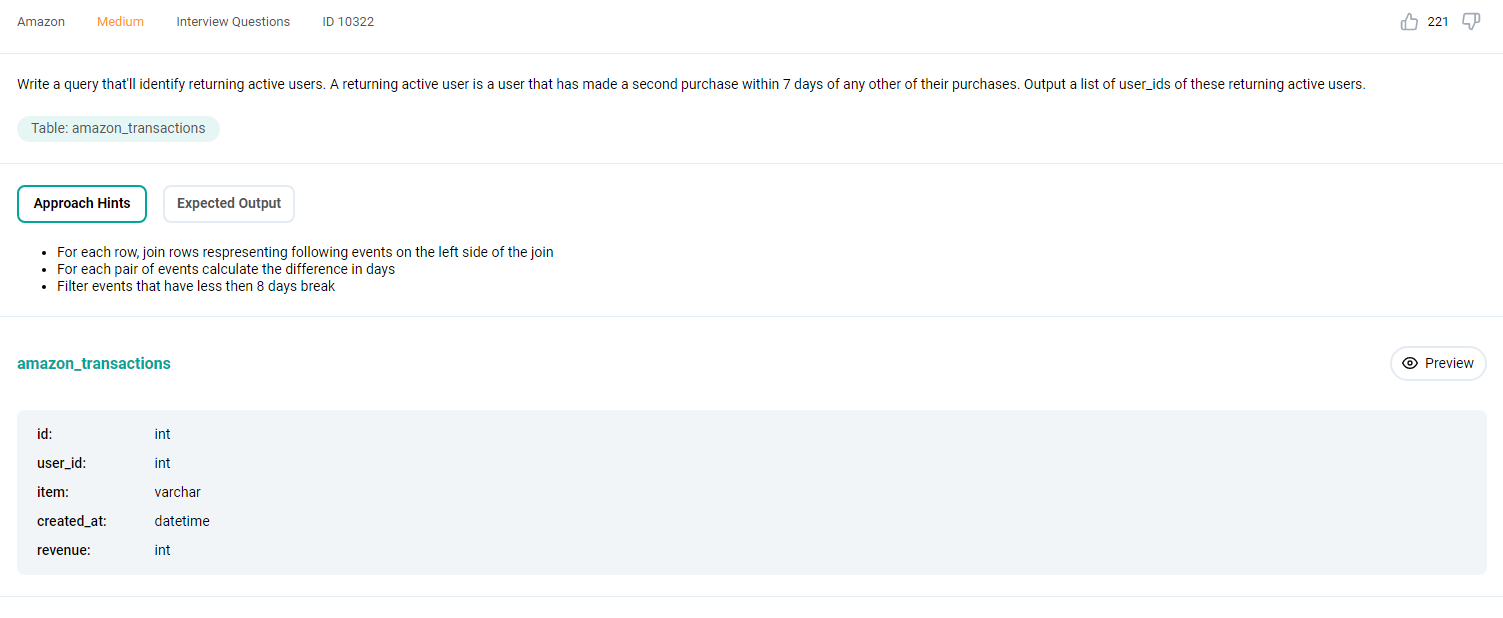 Amazon Medium Interview Questions ID 10322 221
Write a query that'll identify returning active users. A returning active user is a user that has made a second purchase within 7 days of any other of their purchases. Output a list of user_ids of these returning active users.
Table: amazon_transactions
Approach Hints Expected Output
• For each row, join rows respresenting following events on the left side of the join
• For each pair of events calculate the difference in days
• Filter events that have less then 8 days break
amazon_transactions Preview
id: int
user_id: int
item: varchar
created_at: datetime
revenue: int